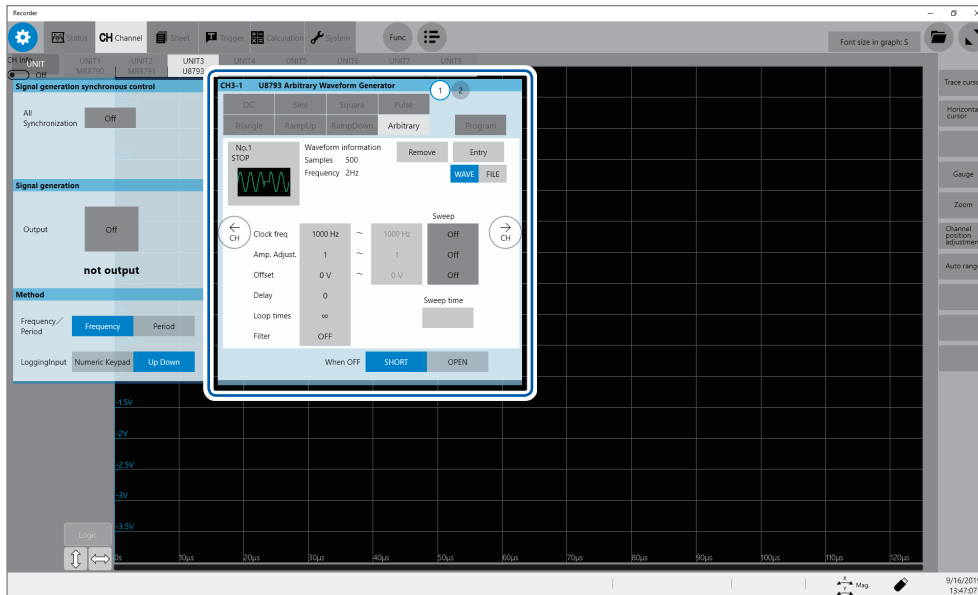 Recorder
Status CH Channel Sheet Trigger Calculation System Func Font size in graph: S
CH Info UNIT UNIT1 UNIT2 UNIT3 UNIT4 UNIT5 UNIT6 UNIT7 UNIT8
Off MR8790 MR8791 U8793
Signal generation synchronous control
All
Synchronization Off
Signal generation
Output Off
not output
Method
Frequency/
Period Frequency Period
LoggingInput Numeric Keypad Up Down
CH3-1 U8793 Arbitrary Waveform Generator 1 2
DC Sine Square Pulse
Triangle RampUp RampDown Arbitrary Program
No.1
STOP
Waveform information Remove Entry
Samples 500
Frequency 2Hz WAVE FILE
Sweep
← CH → CH
Clock freq 1000 Hz ~ 1000 Hz Off
Amp. Adjust. 1 ~ 1 Off
Offset 0 V ~ 0 V Off
Delay 0
Sweep time
Loop times ∞
Filter OFF
When OFF SHORT OPEN
Horizonta
cursor
Gauge
Zoom
Channel
position
Auto rang
-1.5V
-2V
-2.5V
-3V
-3.5V
Logic
0s 10µs 20µs 30µs 40µs 50µs 60µs 70µs 80µs 90µs 100µs 110µs 120µs
X
Y Mag.
9/16/201
13:47:07